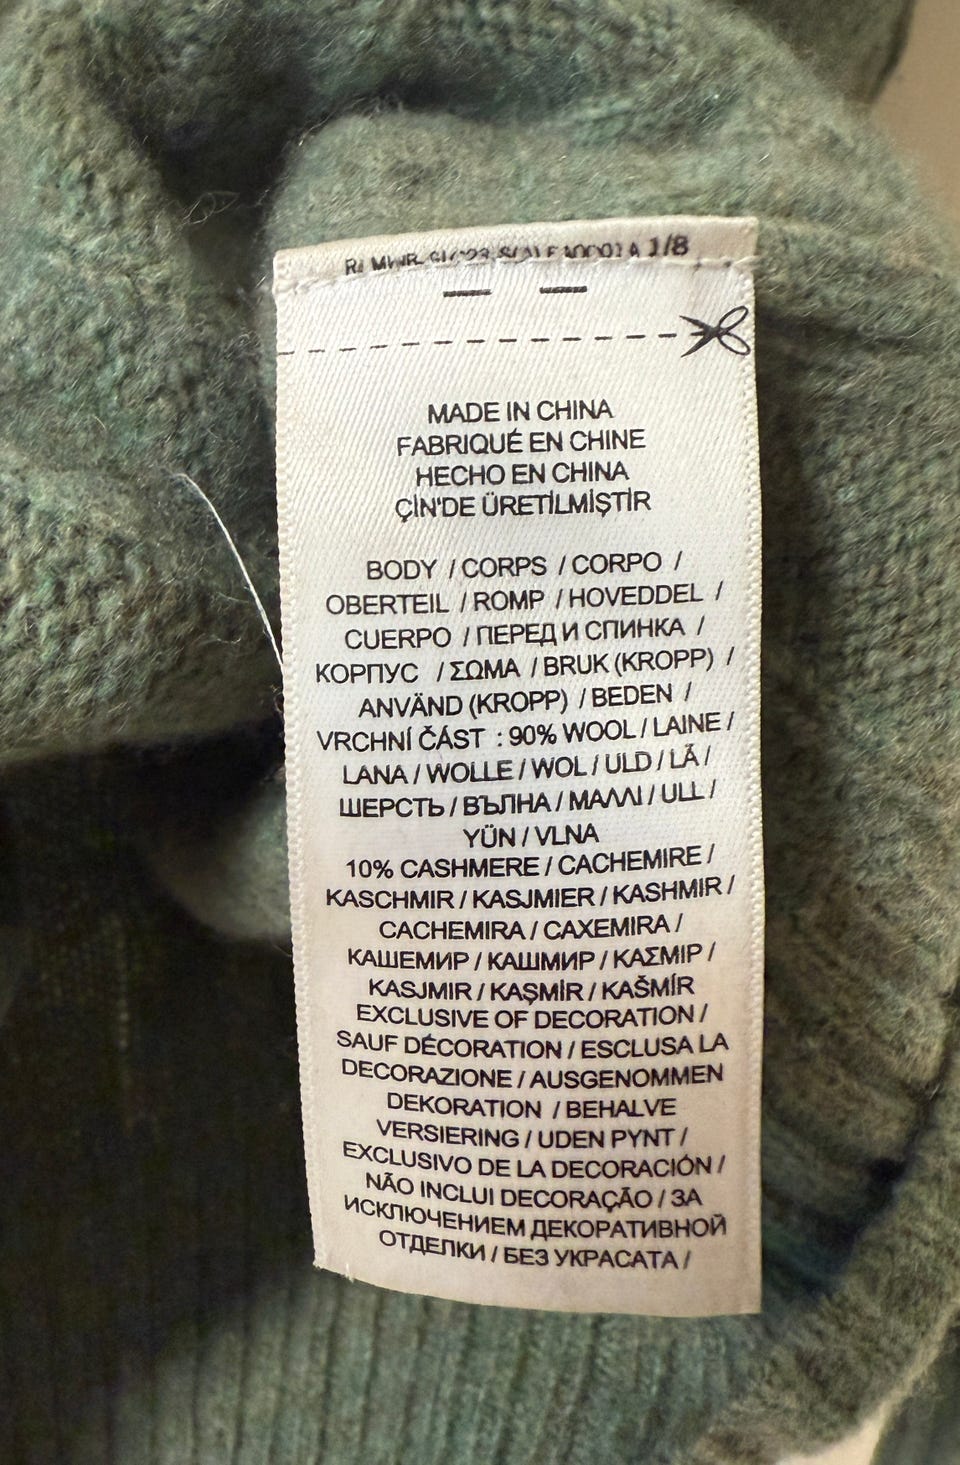 1/8
MADE IN CHINA
FABRIQUÉ EN CHINE
HECHO EN CHINA
ÇİN'DE ÜRETİLMİŞTİR
BODY / CORPS / CORPO /
OBERTEIL / ROMP / HOVEDDEL /
CUERPO / ПЕРЕД И СПИНКА /
КОРПУС / ΣΩΜΑ / BRUK (KROPP) /
ANVÄND (KROPP) / BEDEN /
VRCHNÍ ČÁST : 90% WOOL / LAINE /
LANA / WOLLE / WOL / ULD / LÃ /
ШЕРСТЬ / ВЪЛНА / ΜΑΛΛΙ / ULL /
YÜN / VLNA
10% CASHMERE / CACHEMIRE /
KASCHMIR / KASJMIER / KASHMIR /
CACHEMIRA / CAXEMIRA /
КАШЕМИР / КАШМИР / ΚΑΣΜΙΡ /
KASJMIR / KAŞMİR / KAŠMÍR
EXCLUSIVE OF DECORATION /
SAUF DÉCORATION / ESCLUSA LA
DECORAZIONE / AUSGENOMMEN
DEKORATION / BEHALVE
VERSIERING / UDEN PYNT /
EXCLUSIVO DE LA DECORACIÓN /
NÃO INCLUI DECORAÇÃO / ЗА
ИСКЛЮЧЕНИЕМ ДЕКОРАТИВНОЙ
ОТДЕЛКИ / БЕЗ УКРАСАТА /